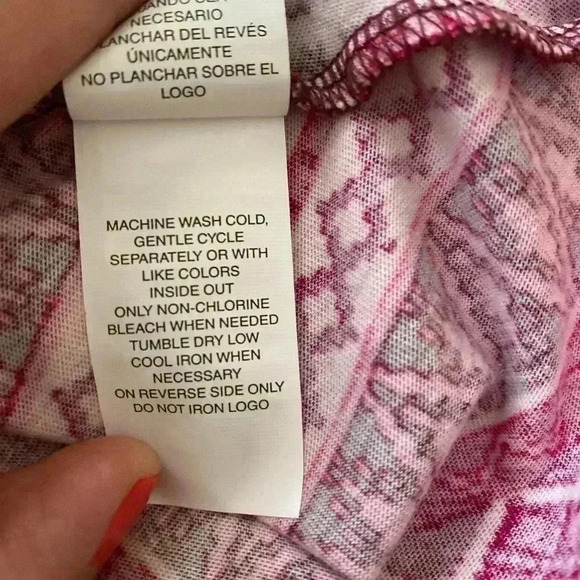 NECESARIO
PLANCHAR DEL REVÉS
ÚNICAMENTE
NO PLANCHAR SOBRE EL
LOGO
MACHINE WASH COLD,
GENTLE CYCLE
SEPARATELY OR WITH
LIKE COLORS
INSIDE OUT
ONLY NON-CHLORINE
BLEACH WHEN NEEDED
TUMBLE DRY LOW
COOL IRON WHEN
NECESSARY
ON REVERSE SIDE ONLY
DO NOT IRON LOGO